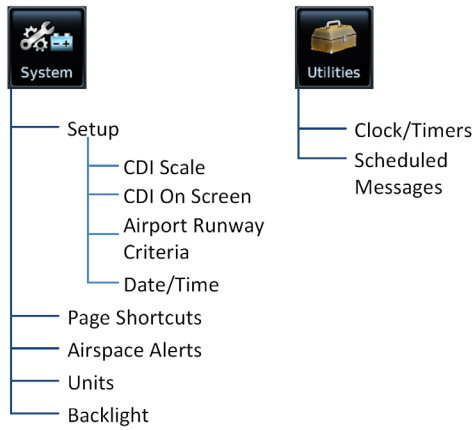 System
Setup
CDI Scale
CDI On Screen
Airport Runway
Criteria
Date/Time
Page Shortcuts
Airspace Alerts
Units
Backlight
Utilities
Clock/Timers
Scheduled
Messages